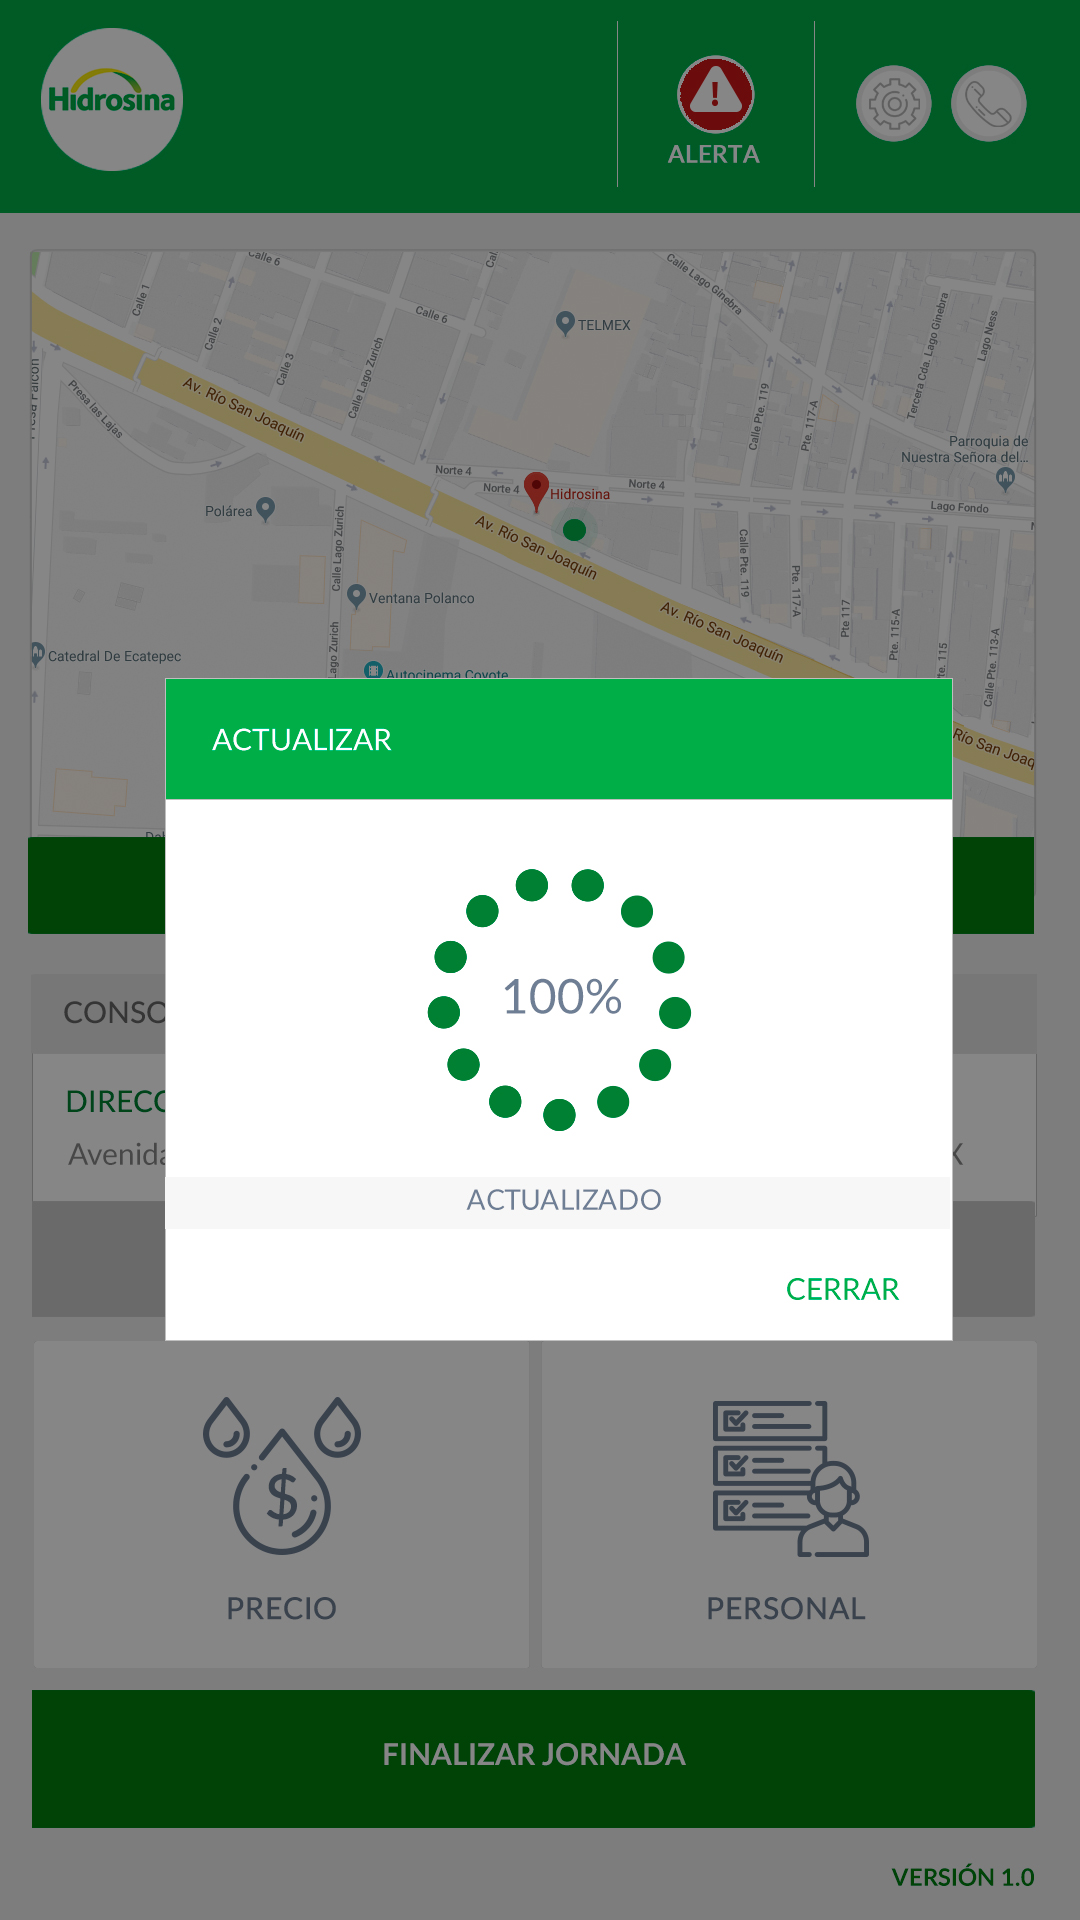 Hidrosina
ALERTA
Calle 6
Calle 1
Calle 2
Calle 3
Calle 6
Calle Lago Zurich
Calle Lago Ginebra
TELMEX
Tercera Cda. Lago Ginebra
Lago Ness
Presa Falcón
Presa las Lajas
Av. Río San Joaquín
Calle Pte. 119
Pte. 117-A
Parroquia de
Nuestra Señora del...
Norte 4
Norte 4
Norte 4
Hidrosina
Polárea
Lago Fondo
Av. Río San Joaquín
Calle Lago Zurich
Calle Pte. 119
Pte. 117-A
Pte 117
Pte. 115-A
Calle Pte. 113-A
Ventana Polanco
Av. Río San Joaquín
Catedral De Ecatepec
Lago Zurich
Autocinema Coyote
Río San Joaq
ACTUALIZAR
100%
CONSO
DIREC
Avenida
X
ACTUALIZADO
CERRAR
PRECIO
PERSONAL
FINALIZAR JORNADA
VERSIÓN 1.0